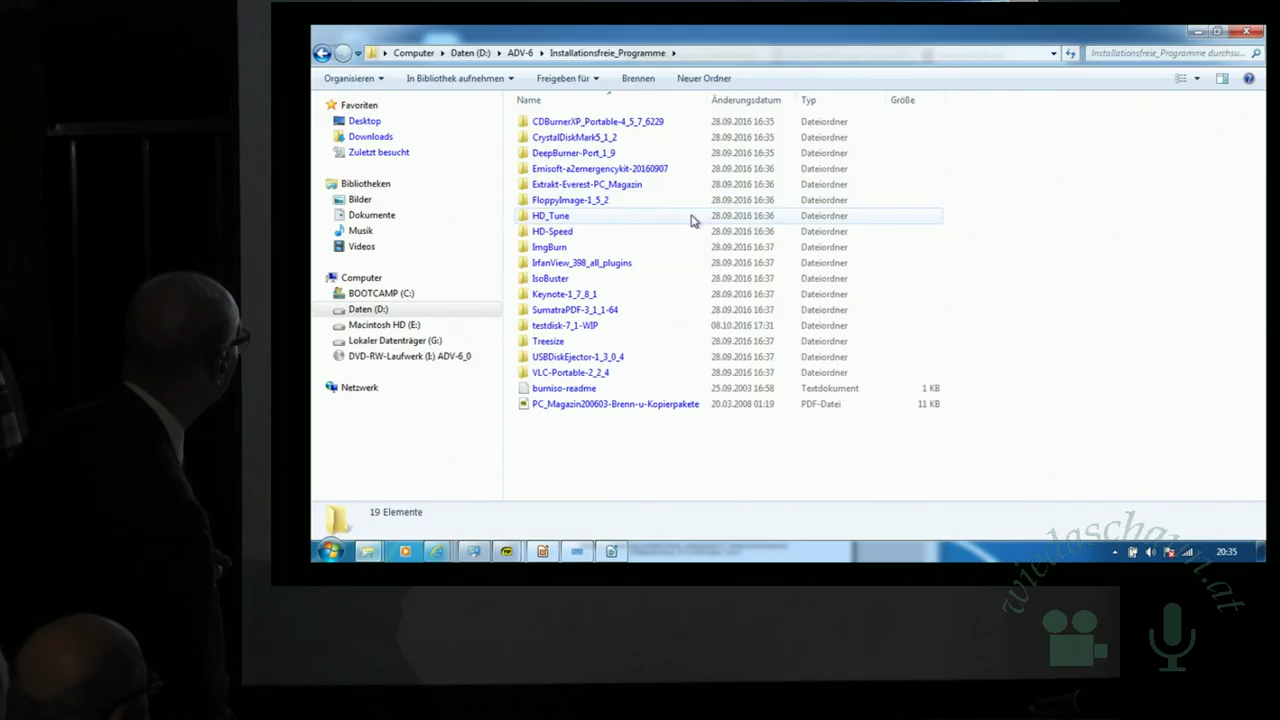 Computer ▸ Daten (D:) ▸ ADV-6 ▸ Installationsfreie_Programme ▸
Installationsfreie_Programme durchsu...
Organisieren In Bibliothek aufnehmen Freigeben für Brennen Neuer Ordner
Favoriten
Desktop
Downloads
Zuletzt besucht
Bibliotheken
Bilder
Dokumente
Musik
Videos
Computer
BOOTCAMP (C:)
Daten (D:)
Macintosh HD (E:)
Lokaler Datenträger (G:)
DVD-RW-Laufwerk (I:) ADV-6_0
Netzwerk
Name Änderungsdatum Typ Größe
CDBurnerXP_Portable-4_5_7_6229 28.09.2016 16:35 Dateiordner
CrystalDiskMark5_1_2 28.09.2016 16:35 Dateiordner
DeepBurner-Port_1_9 28.09.2016 16:35 Dateiordner
Emisoft-a2emergencykit-20160907 28.09.2016 16:36 Dateiordner
Extrakt-Everest-PC_Magazin 28.09.2016 16:36 Dateiordner
FloppyImage-1_5_2 28.09.2016 16:36 Dateiordner
HD_Tune 28.09.2016 16:36 Dateiordner
HD-Speed 28.09.2016 16:36 Dateiordner
ImgBurn 28.09.2016 16:37 Dateiordner
IrfanView_398_all_plugins 28.09.2016 16:37 Dateiordner
IsoBuster 28.09.2016 16:37 Dateiordner
Keynote-1_7_8_1 28.09.2016 16:37 Dateiordner
SumatraPDF-3_1_1-64 28.09.2016 16:37 Dateiordner
testdisk-7_1-WIP 08.10.2016 17:31 Dateiordner
Treesize 28.09.2016 16:37 Dateiordner
USBDiskEjector-1_3_0_4 28.09.2016 16:37 Dateiordner
VLC-Portable-2_2_4 28.09.2016 16:37 Dateiordner
burniso-readme 25.09.2003 16:58 Textdokument 1 KB
PC_Magazin200603-Brenn-u-Kopierpakete 20.03.2008 01:19 PDF-Datei 11 KB
19 Elemente
20:35
wiedaschaun.at